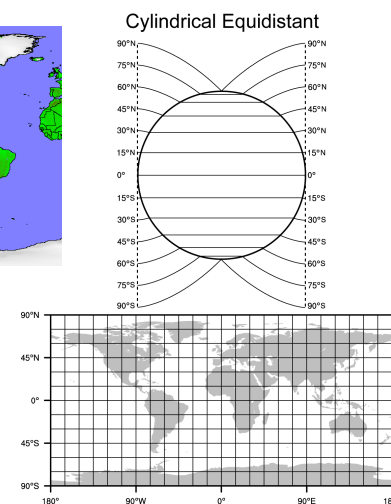 Cylindrical Equidistant
90°N 90°N
75°N 75°N
60°N 60°N
45°N 45°N
30°N 30°N
15°N 15°N
0° 0°
15°S 15°S
30°S 30°S
45°S 45°S
60°S 60°S
75°S 75°S
90°S 90°S
90°N
45°N
0°
45°S
90°S
180° 90°W 0° 90°E